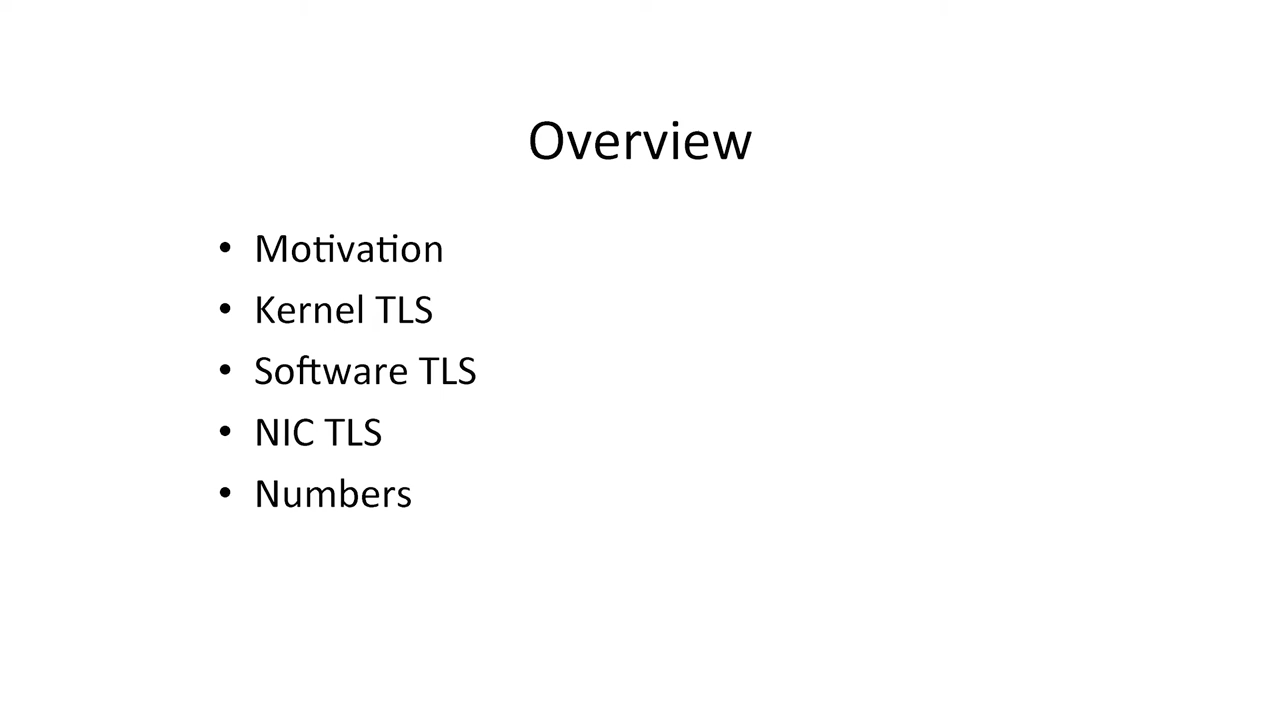 Overview
• Motivation
• Kernel TLS
• Software TLS
• NIC TLS
• Numbers